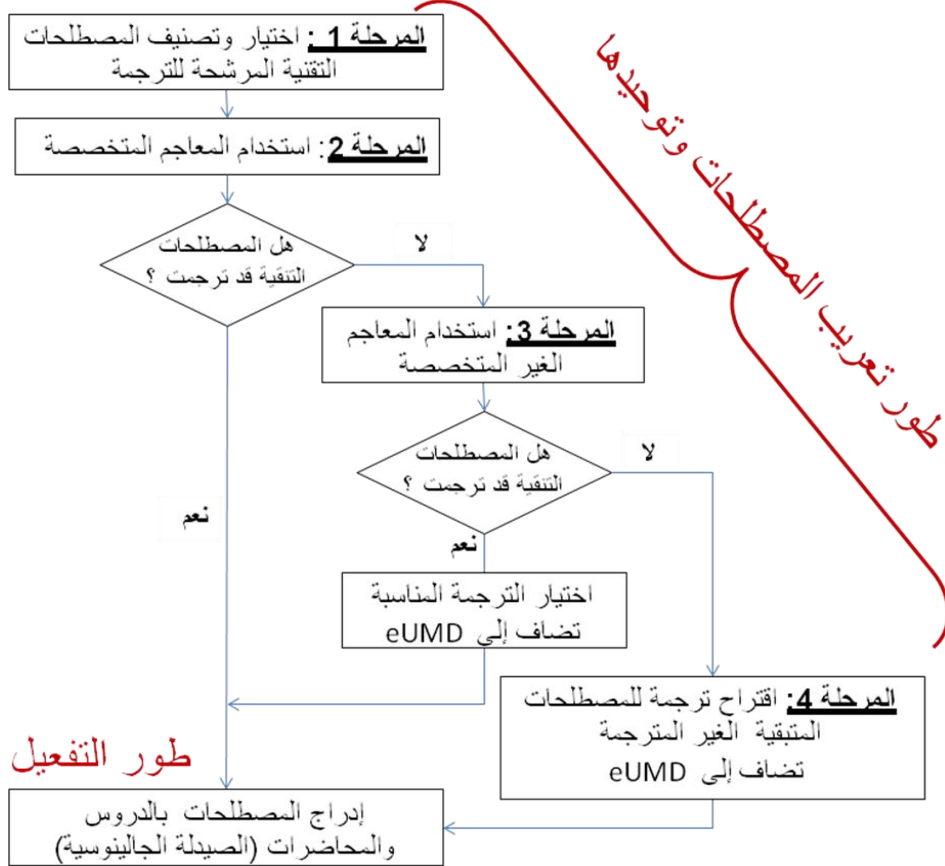 المرحلة 1 : اختيار وتصنيف المصطلحات
التقنية المرشحة للترجمة
المرحلة 2: استخدام المعاجم المتخصصة
هل المصطلحات
التنقية قد ترجمت ؟
لا
المرحلة 3: استخدام المعاجم
الغير المتخصصة
هل المصطلحات
التنقية قد ترجمت ؟
لا
نعم
نعم
اختيار الترجمة المناسبة
تضاف إلى eUMD
المرحلة 4: اقتراح ترجمة للمصطلحات
المتبقية الغير المترجمة
تضاف إلى eUMD
طور تعريب المصطلحات وتوحيدها
طور التفعيل
إدراج المصطلحات بالدروس
والمحاضرات (الصيدلة الجالينوسية)